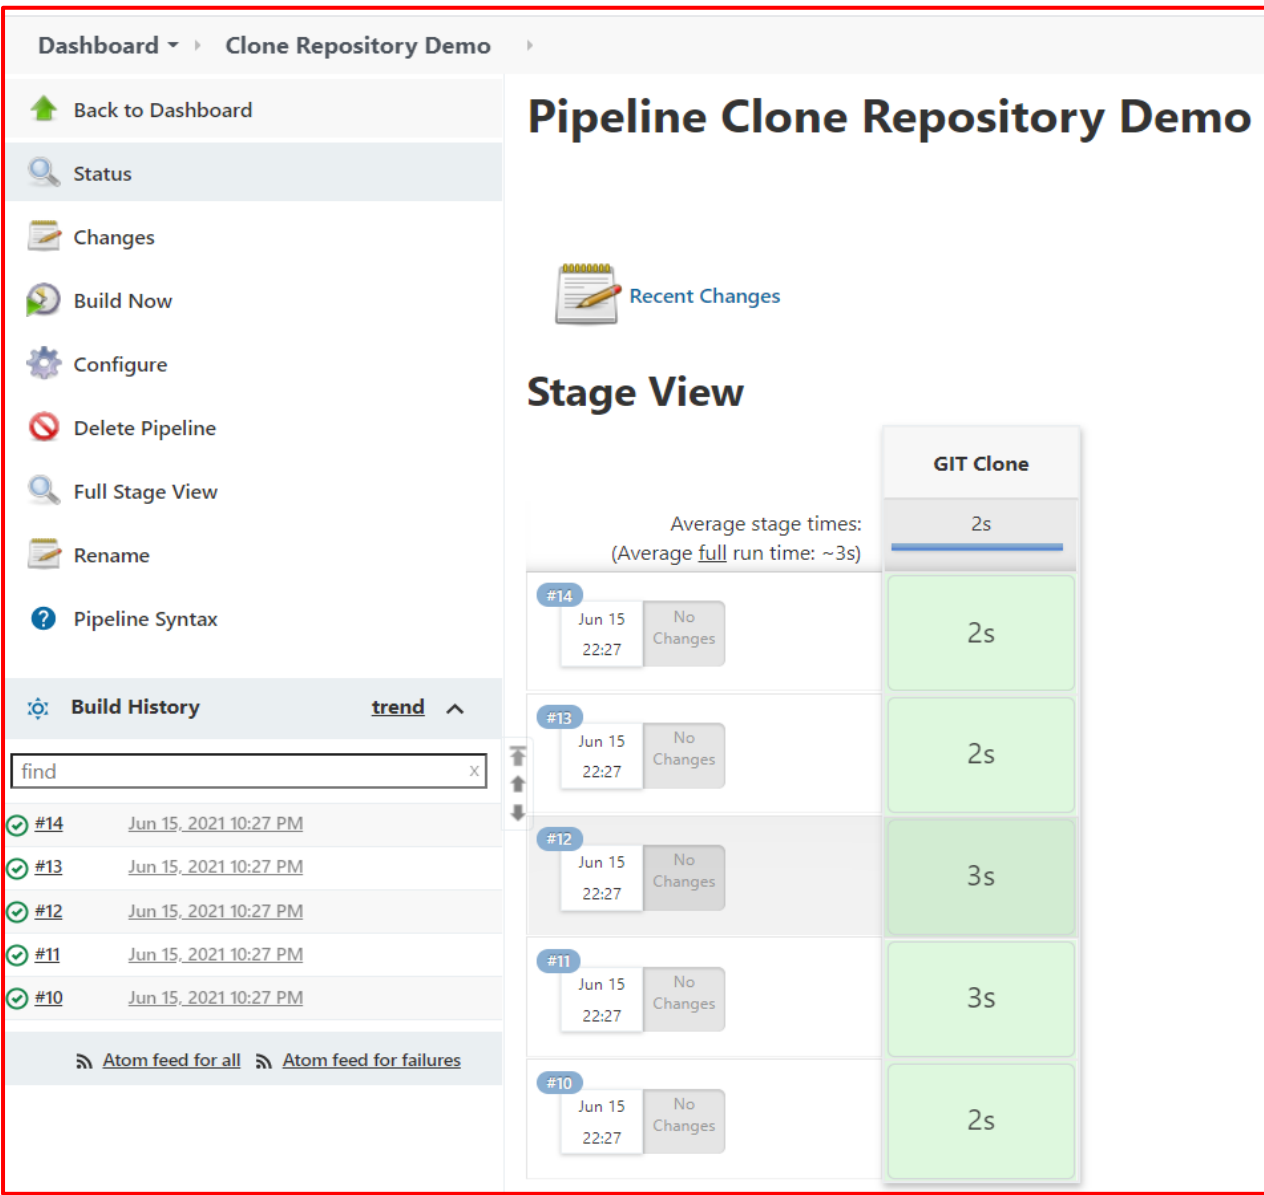 Dashboard Clone Repository Demo
Back to Dashboard
Status
Changes
Build Now
Configure
Delete Pipeline
Full Stage View
Rename
? Pipeline Syntax
Build History trend
find x
#14 Jun 15, 2021 10:27 PM
#13 Jun 15, 2021 10:27 PM
#12 Jun 15, 2021 10:27 PM
#11 Jun 15, 2021 10:27 PM
#10 Jun 15, 2021 10:27 PM
Atom feed for all Atom feed for failures
Pipeline Clone Repository Demo
Recent Changes
Stage View
GIT Clone
Average stage times: 2s
(Average full run time: ~3s)
#14
Jun 15 No
22:27 Changes
2s
#13
Jun 15 No
22:27 Changes
2s
#12
Jun 15 No
22:27 Changes
3s
#11
Jun 15 No
22:27 Changes
3s
#10
Jun 15 No
22:27 Changes
2s